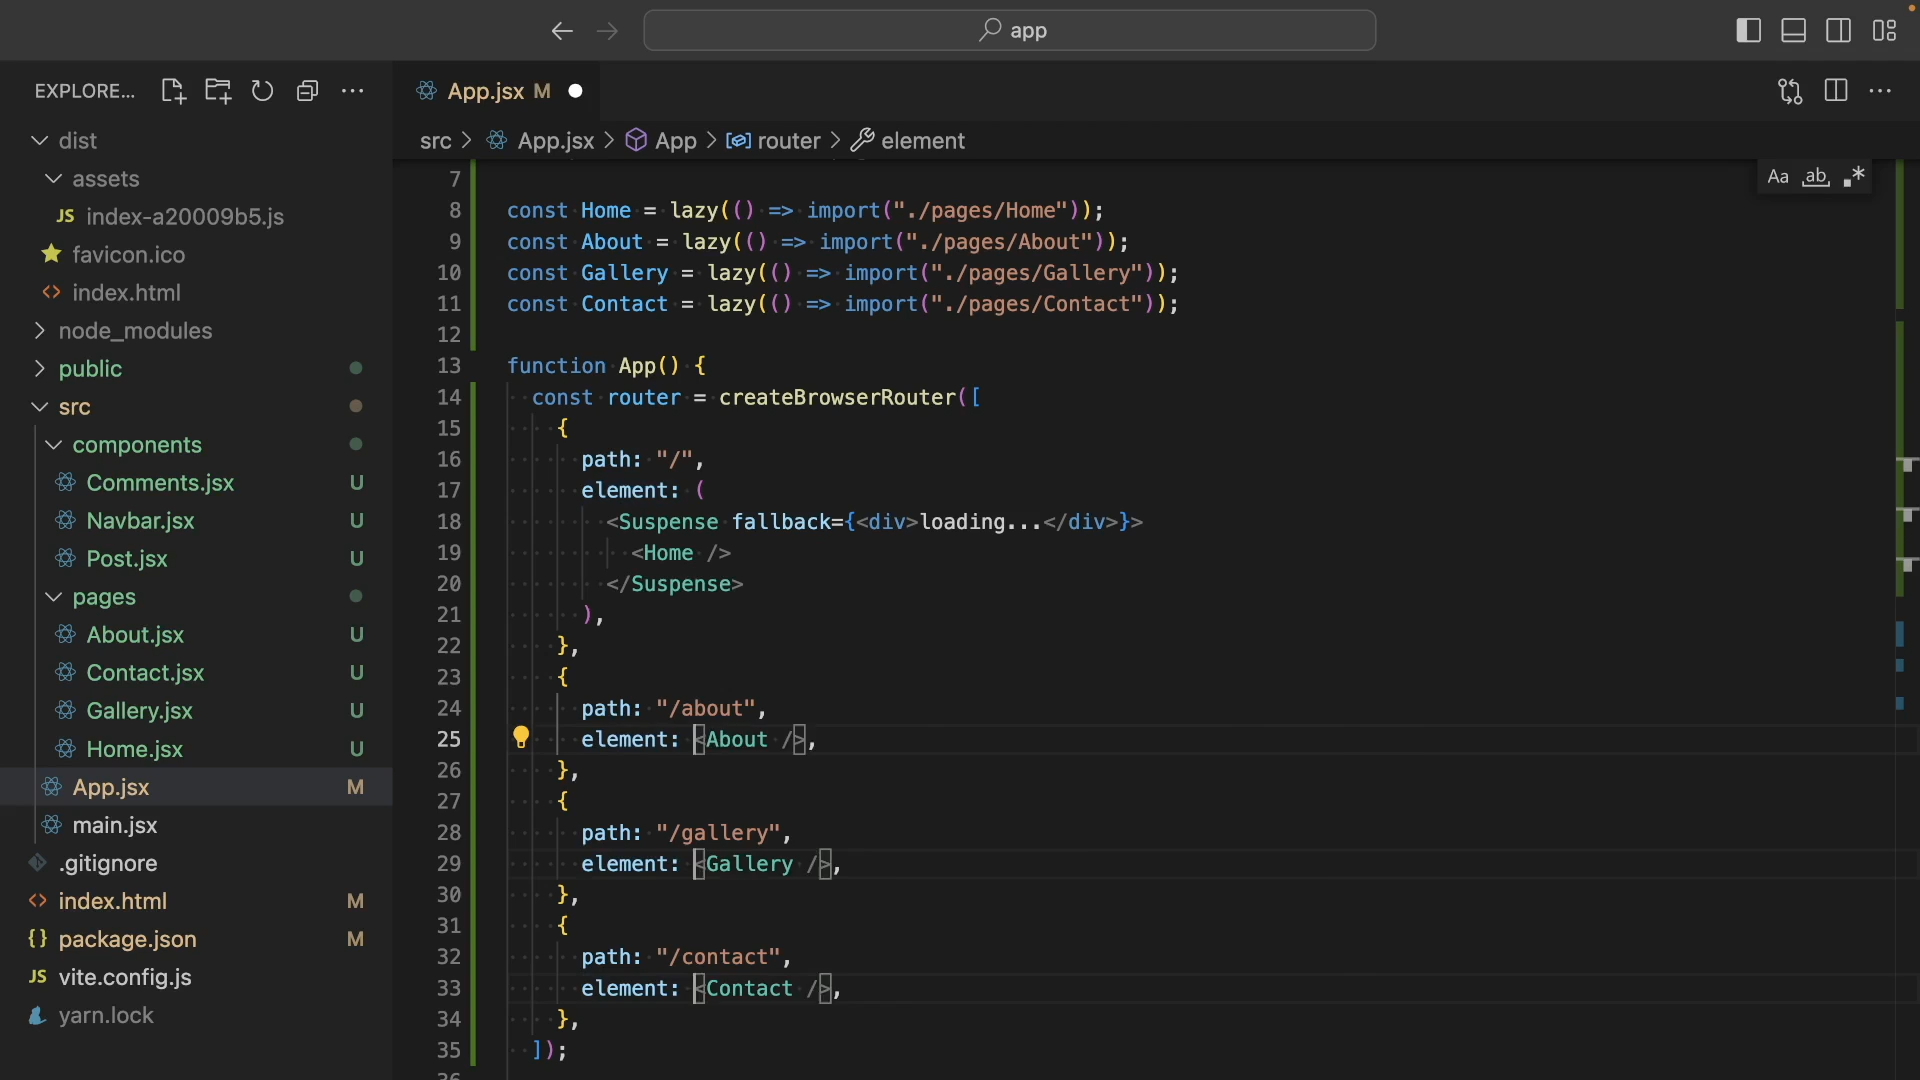 app
EXPLORE...
App.jsx M
src > App.jsx > App > router > element
Aa ab .*
dist
assets
JS index-a20009b5.js
favicon.ico
<> index.html
node_modules
public
src
components
Comments.jsx U
Navbar.jsx U
Post.jsx U
pages
About.jsx U
Contact.jsx U
Gallery.jsx U
Home.jsx U
App.jsx M
main.jsx
.gitignore
<> index.html M
{} package.json M
JS vite.config.js
yarn.lock
7
8 const Home = lazy(() => import("./pages/Home"));
9 const About = lazy(() => import("./pages/About"));
10 const Gallery = lazy(() => import("./pages/Gallery"));
11 const Contact = lazy(() => import("./pages/Contact"));
12
13 function App() {
14 const router = createBrowserRouter([
15 {
16 path: "/",
17 element: (
18 <Suspense fallback={<div>loading...</div>}>
19 <Home />
20 </Suspense>
21 ),
22 },
23 {
24 path: "/about",
25 element: <About />,
26 },
27 {
28 path: "/gallery",
29 element: <Gallery />,
30 },
31 {
32 path: "/contact",
33 element: <Contact />,
34 },
35 ]);
36